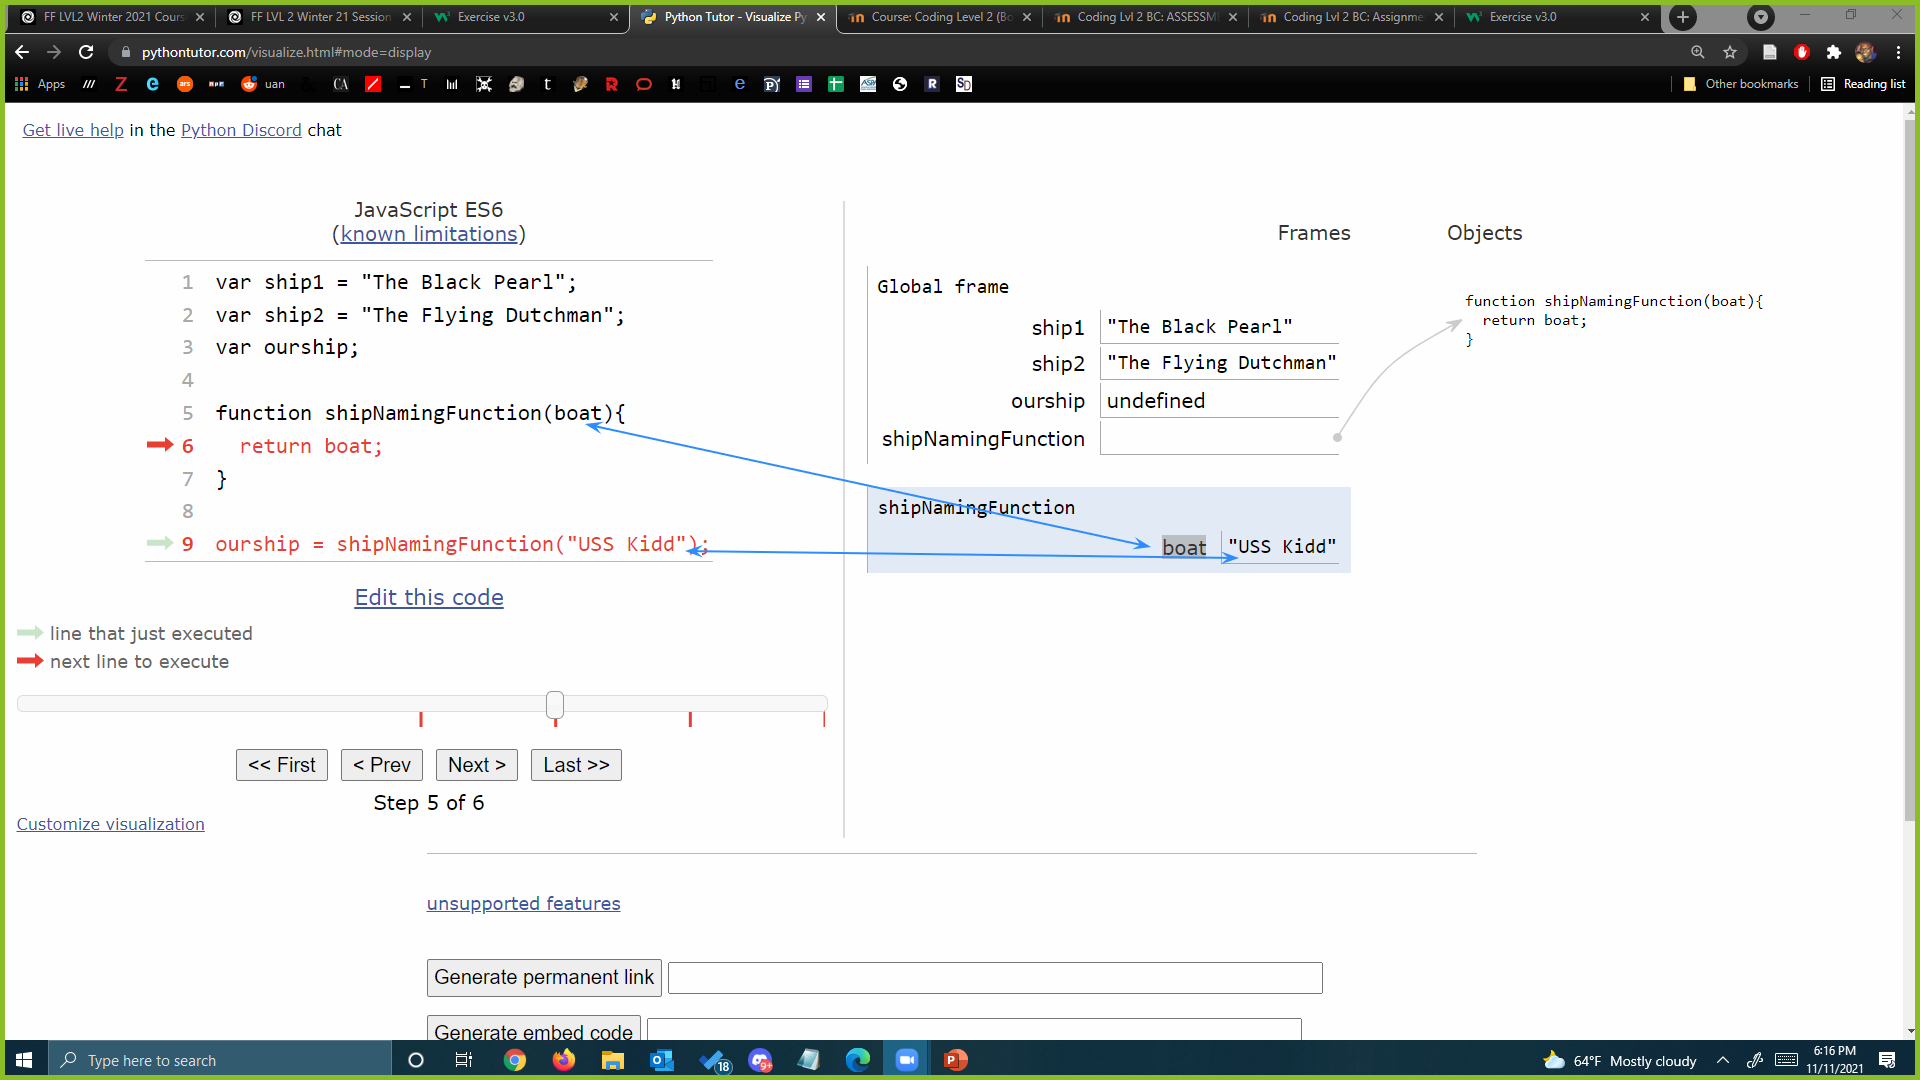 FF LVL2 Winter 2021 Cours
FF LVL 2 Winter 21 Session
Exercise v3.0
Python Tutor - Visualize Py
Course: Coding Level 2 (Bo
Coding Lvl 2 BC: ASSESSM
Coding Lvl 2 BC: Assignme
Exercise v3.0
pythontutor.com/visualize.html#mode=display
Apps
uan
T
Other bookmarks
Reading list
Get live help in the Python Discord chat
JavaScript ES6
(known limitations)
1 var ship1 = "The Black Pearl";
2 var ship2 = "The Flying Dutchman";
3 var ourship;
4
5 function shipNamingFunction(boat){
6 return boat;
7 }
8
9 ourship = shipNamingFunction("USS Kidd");
Edit this code
line that just executed
next line to execute
<< First
< Prev
Next >
Last >>
Step 5 of 6
Customize visualization
Frames
Objects
Global frame
ship1 "The Black Pearl"
ship2 "The Flying Dutchman"
ourship undefined
shipNamingFunction
function shipNamingFunction(boat){
return boat;
}
shipNamingFunction
boat "USS Kidd"
unsupported features
Generate permanent link
Generate embed code
Type here to search
18
9+
64°F Mostly cloudy
6:16 PM
11/11/2021